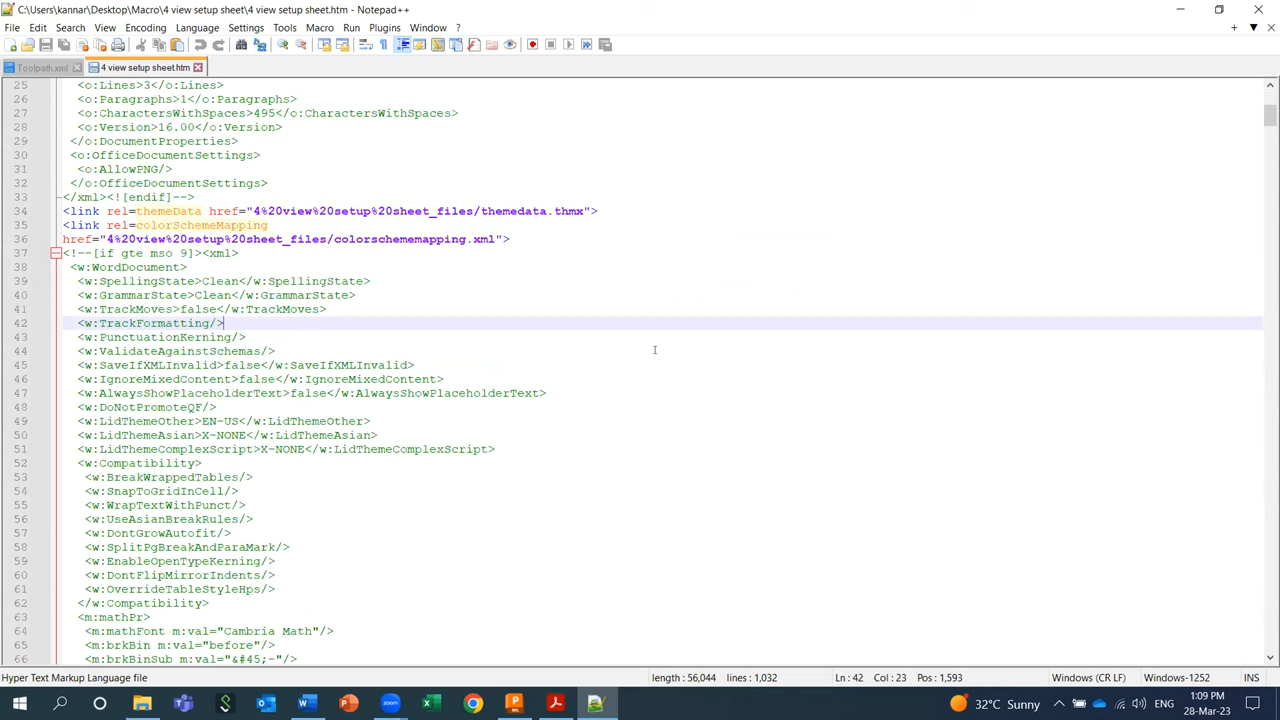 C:\Users\kannar\Desktop\Macro\4 view setup sheet\4 view setup sheet.htm - Notepad++
File Edit Search View Encoding Language Settings Tools Macro Run Plugins Window ?
Toolpath.xml 4 view setup sheet.htm
25 <o:Lines>3</o:Lines>
26 <o:Paragraphs>1</o:Paragraphs>
27 <o:CharactersWithSpaces>495</o:CharactersWithSpaces>
28 <o:Version>16.00</o:Version>
29 </o:DocumentProperties>
30 <o:OfficeDocumentSettings>
31 <o:AllowPNG/>
32 </o:OfficeDocumentSettings>
33 </xml><![endif]-->
34 <link rel=themeData href="4%20view%20setup%20sheet_files/themedata.thmx">
35 <link rel=colorSchemeMapping
36 href="4%20view%20setup%20sheet_files/colorschememapping.xml">
37 <!--[if gte mso 9]><xml>
38 <w:WordDocument>
39 <w:SpellingState>Clean</w:SpellingState>
40 <w:GrammarState>Clean</w:GrammarState>
41 <w:TrackMoves>false</w:TrackMoves>
42 <w:TrackFormatting/>
43 <w:PunctuationKerning/>
44 <w:ValidateAgainstSchemas/>
45 <w:SaveIfXMLInvalid>false</w:SaveIfXMLInvalid>
46 <w:IgnoreMixedContent>false</w:IgnoreMixedContent>
47 <w:AlwaysShowPlaceholderText>false</w:AlwaysShowPlaceholderText>
48 <w:DoNotPromoteQF/>
49 <w:LidThemeOther>EN-US</w:LidThemeOther>
50 <w:LidThemeAsian>X-NONE</w:LidThemeAsian>
51 <w:LidThemeComplexScript>X-NONE</w:LidThemeComplexScript>
52 <w:Compatibility>
53 <w:BreakWrappedTables/>
54 <w:SnapToGridInCell/>
55 <w:WrapTextWithPunct/>
56 <w:UseAsianBreakRules/>
57 <w:DontGrowAutofit/>
58 <w:SplitPgBreakAndParaMark/>
59 <w:EnableOpenTypeKerning/>
60 <w:DontFlipMirrorIndents/>
61 <w:OverrideTableStyleHps/>
62 </w:Compatibility>
63 <m:mathPr>
64 <m:mathFont m:val="Cambria Math"/>
65 <m:brkBin m:val="before"/>
66 <m:brkBinSub m:val="&#45;-"/>
Hyper Text Markup Language file length : 56,044 lines : 1,032 Ln : 42 Col : 23 Pos : 1,593 Windows (CR LF) Windows-1252 INS
32°C Sunny ENG 1:09 PM
28-Mar-23